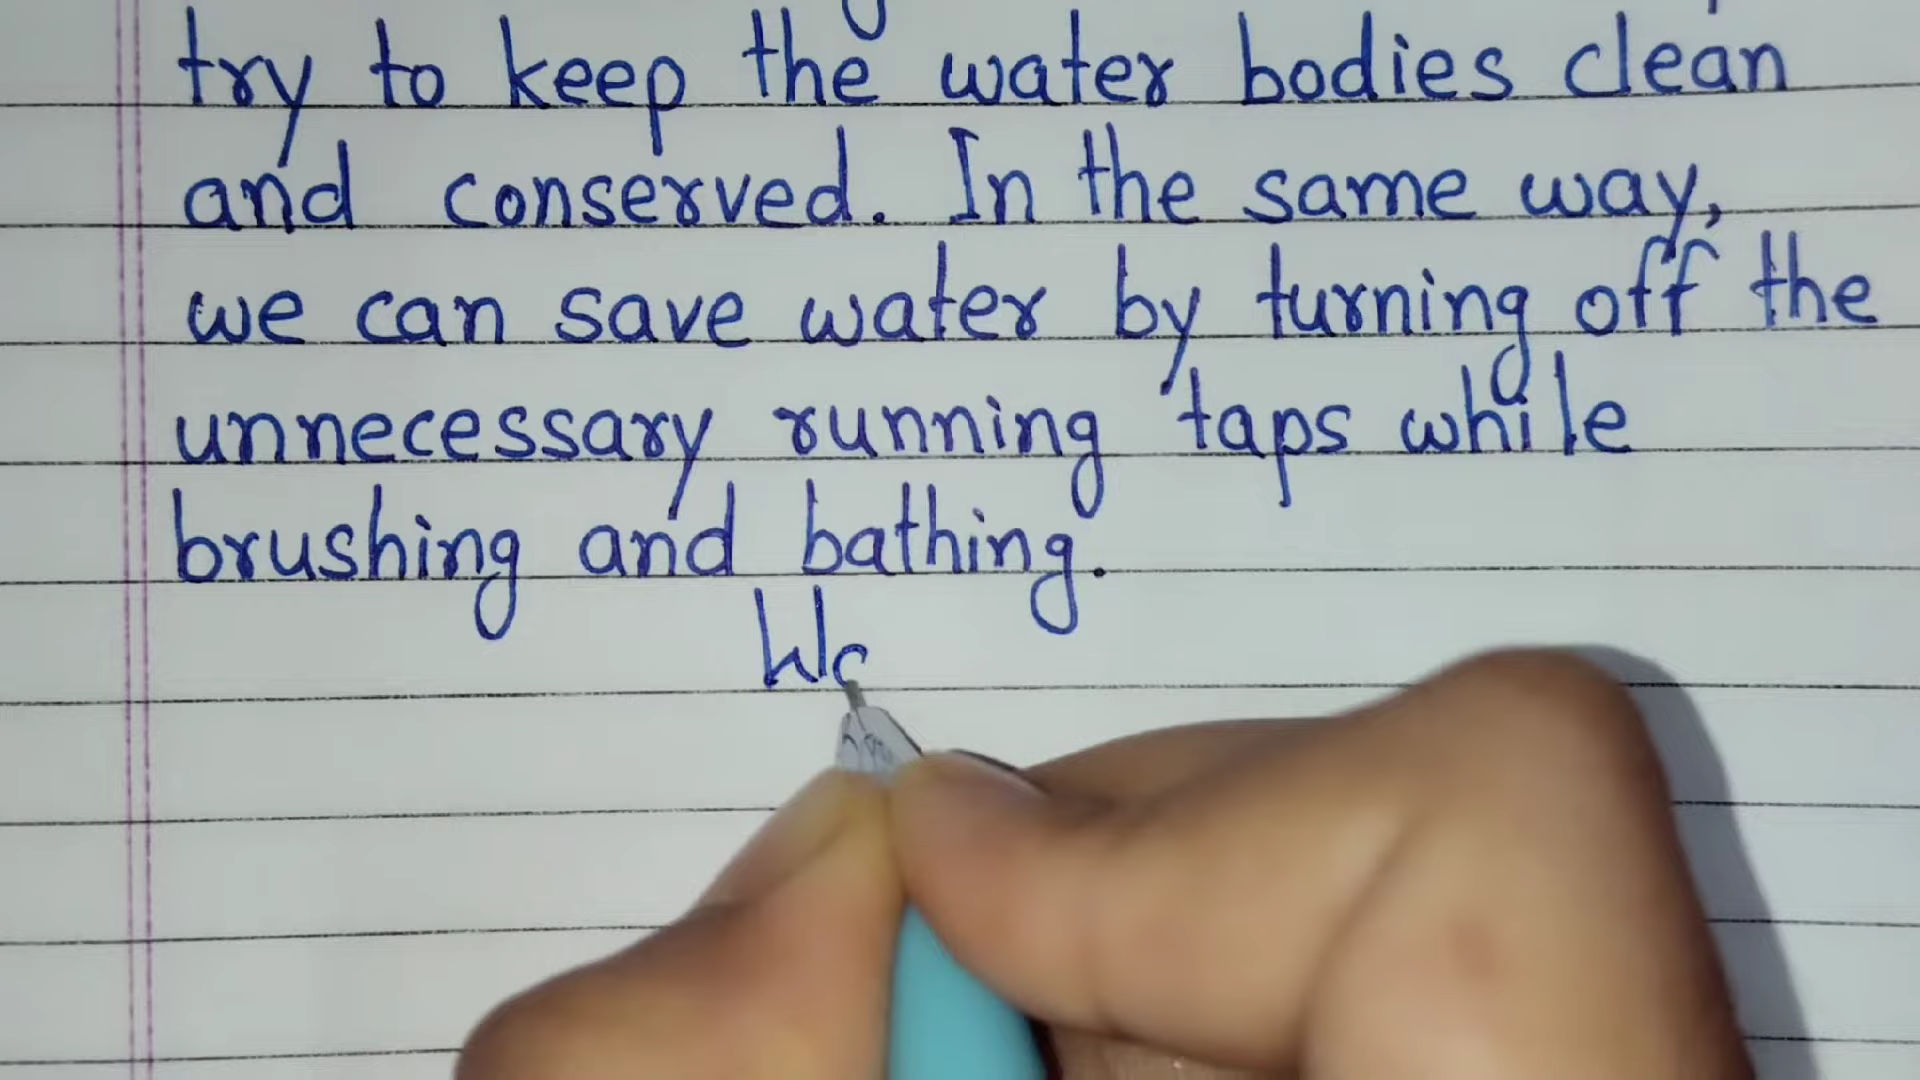 try to keep the water bodies clean
and conserved. In the same way,
we can save water by turning off the
unnecessary running taps while
brushing and bathing.